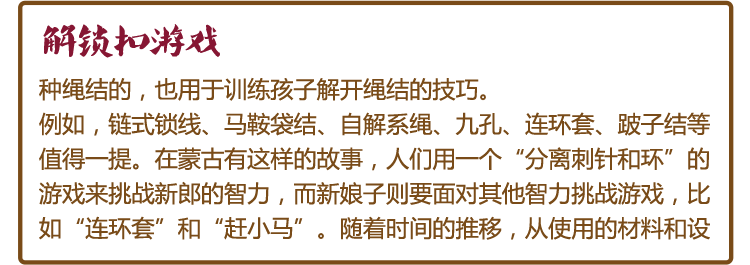 解锁扣游戏
种绳结的，也用于训练孩子解开绳结的技巧。
例如，链式锁线、马鞍袋结、自解系绳、九孔、连环套、跛子结等
值得一提。在蒙古有这样的故事，人们用一个“分离刺针和环”的
游戏来挑战新郎的智力，而新娘子则要面对其他智力挑战游戏，比
如“连环套”和“赶小马”。随着时间的推移，从使用的材料和设